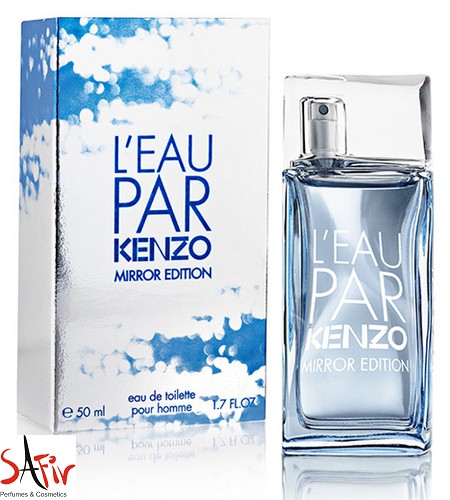 L'EAU
PAR
KENZO
MIRROR EDITION
eau de toilette
pour homme
℮ 50 ml
1.7 FL.OZ
L'EAU
PAR
KENZO
MIRROR EDITION
SAfir
Perfumes & Cosmetics